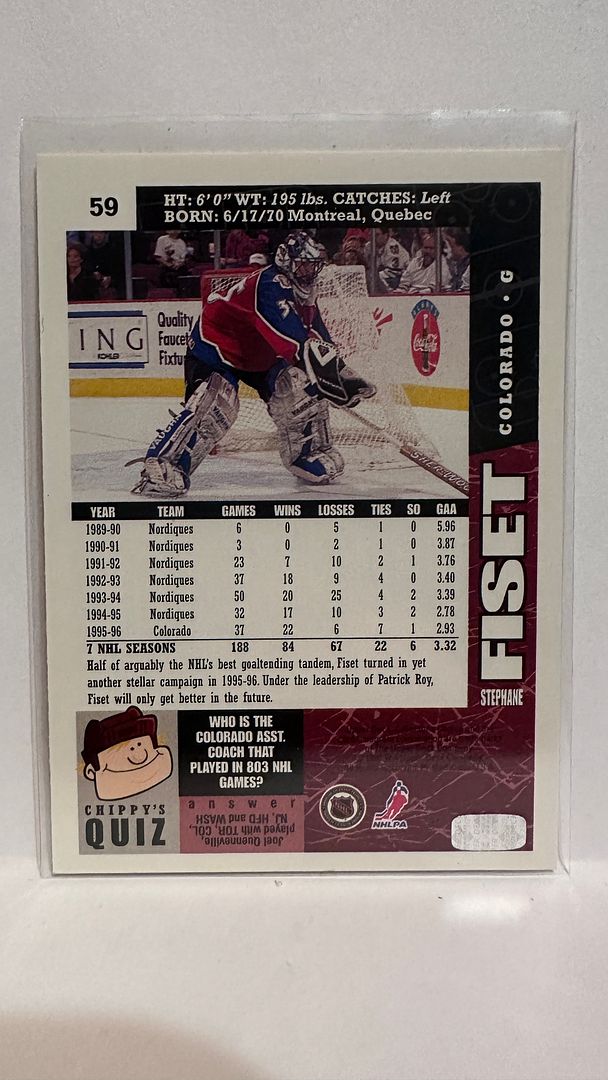 59
HT: 6' 0" WT: 195 lbs. CATCHES: Left
BORN: 6/17/70 Montreal, Quebec
ING
KOHLER
Quality
Faucet
Fixtu
Coca-Cola
VAUGHN
SHERWOO
COLORADO • G
FISET
STEPHANE
YEAR TEAM GAMES WINS LOSSES TIES SO GAA
1989-90 Nordiques 6 0 5 1 0 5.96
1990-91 Nordiques 3 0 2 1 0 3.87
1991-92 Nordiques 23 7 10 2 1 3.76
1992-93 Nordiques 37 18 9 4 0 3.40
1993-94 Nordiques 50 20 25 4 2 3.39
1994-95 Nordiques 32 17 10 3 2 2.78
1995-96 Colorado 37 22 6 7 1 2.93
7 NHL SEASONS 188 84 67 22 6 3.32
Half of arguably the NHL's best goaltending tandem, Fiset turned in yet
another stellar campaign in 1995-96. Under the leadership of Patrick Roy,
Fiset will only get better in the future.
CHIPPY'S
QUIZ
WHO IS THE
COLORADO ASST.
COACH THAT
PLAYED IN 803 NHL
GAMES?
answer
Joel Quenneville,
played with TOR, COL,
NJ, HFD and WASH
NHLPA